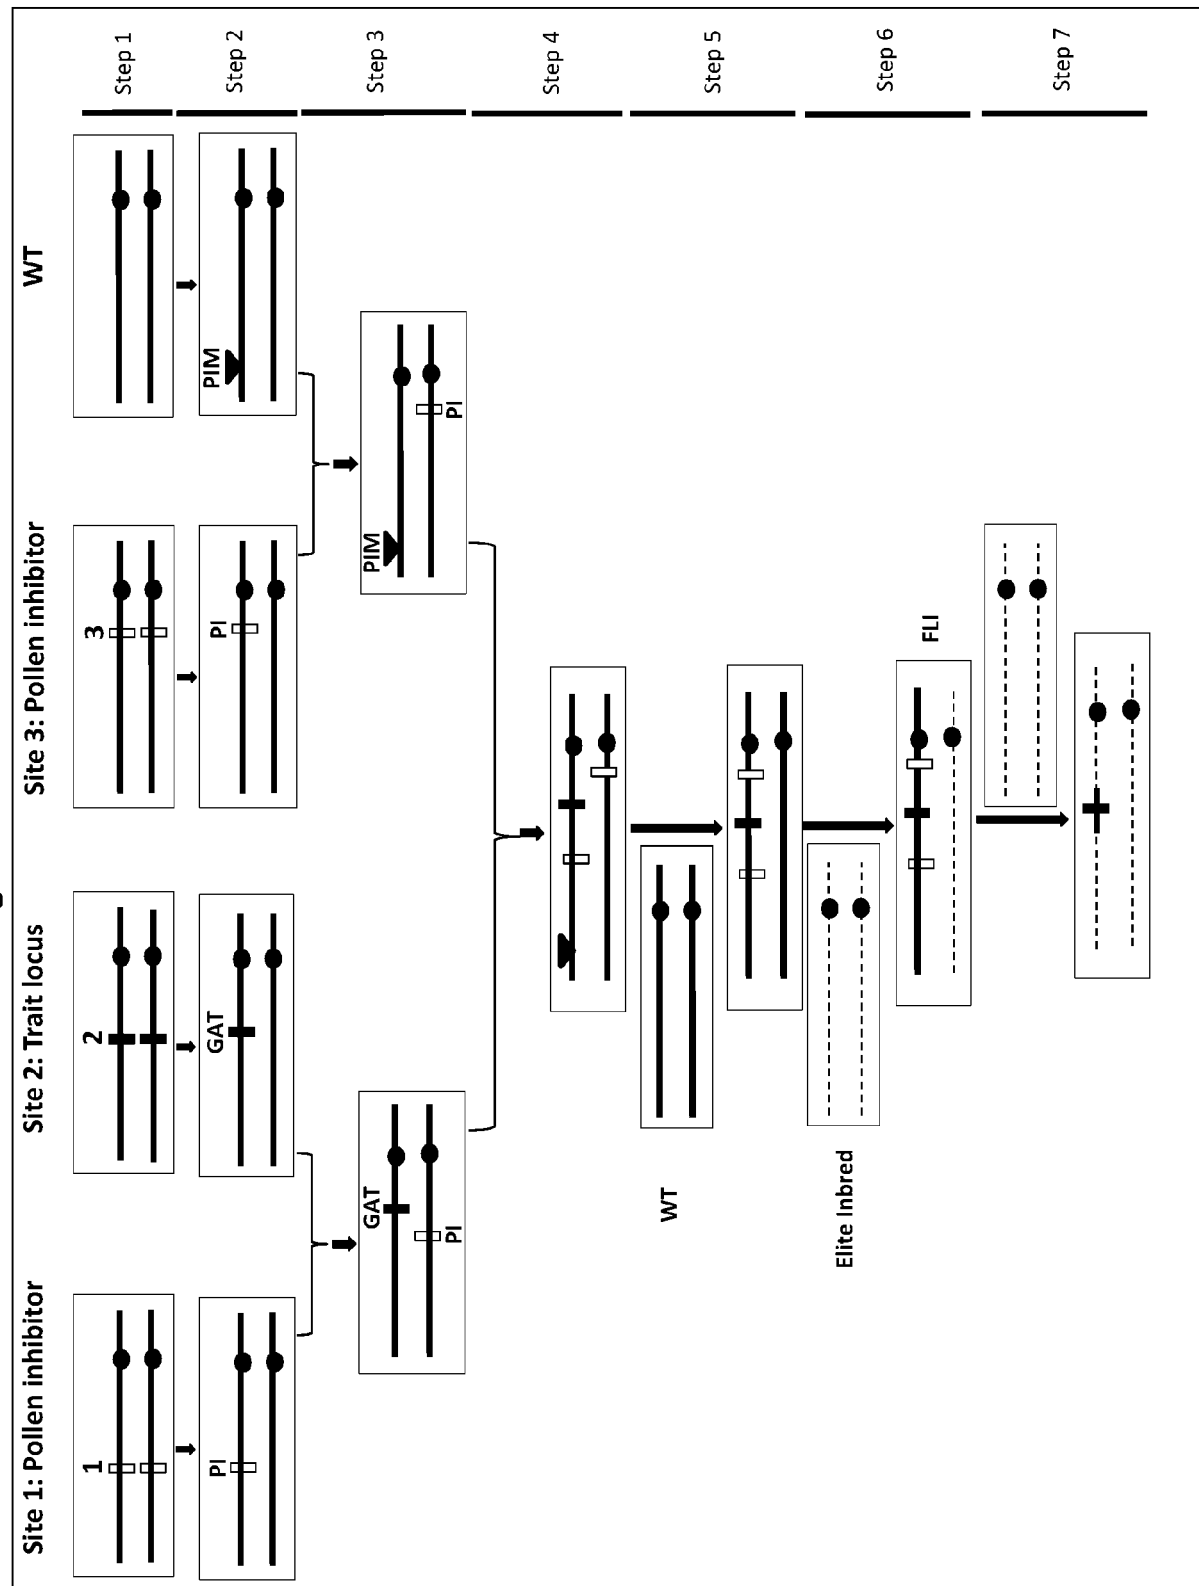 Site 1: Pollen inhibitor
Site 2: Trait locus
Site 3: Pollen inhibitor
WT
1
2
3
Step 1
PI
GAT
PI
PIM
Step 2
GAT
PI
PIM
PI
Step 3
Step 4
WT
Step 5
Elite Inbred
FLI
Step 6
Step 7